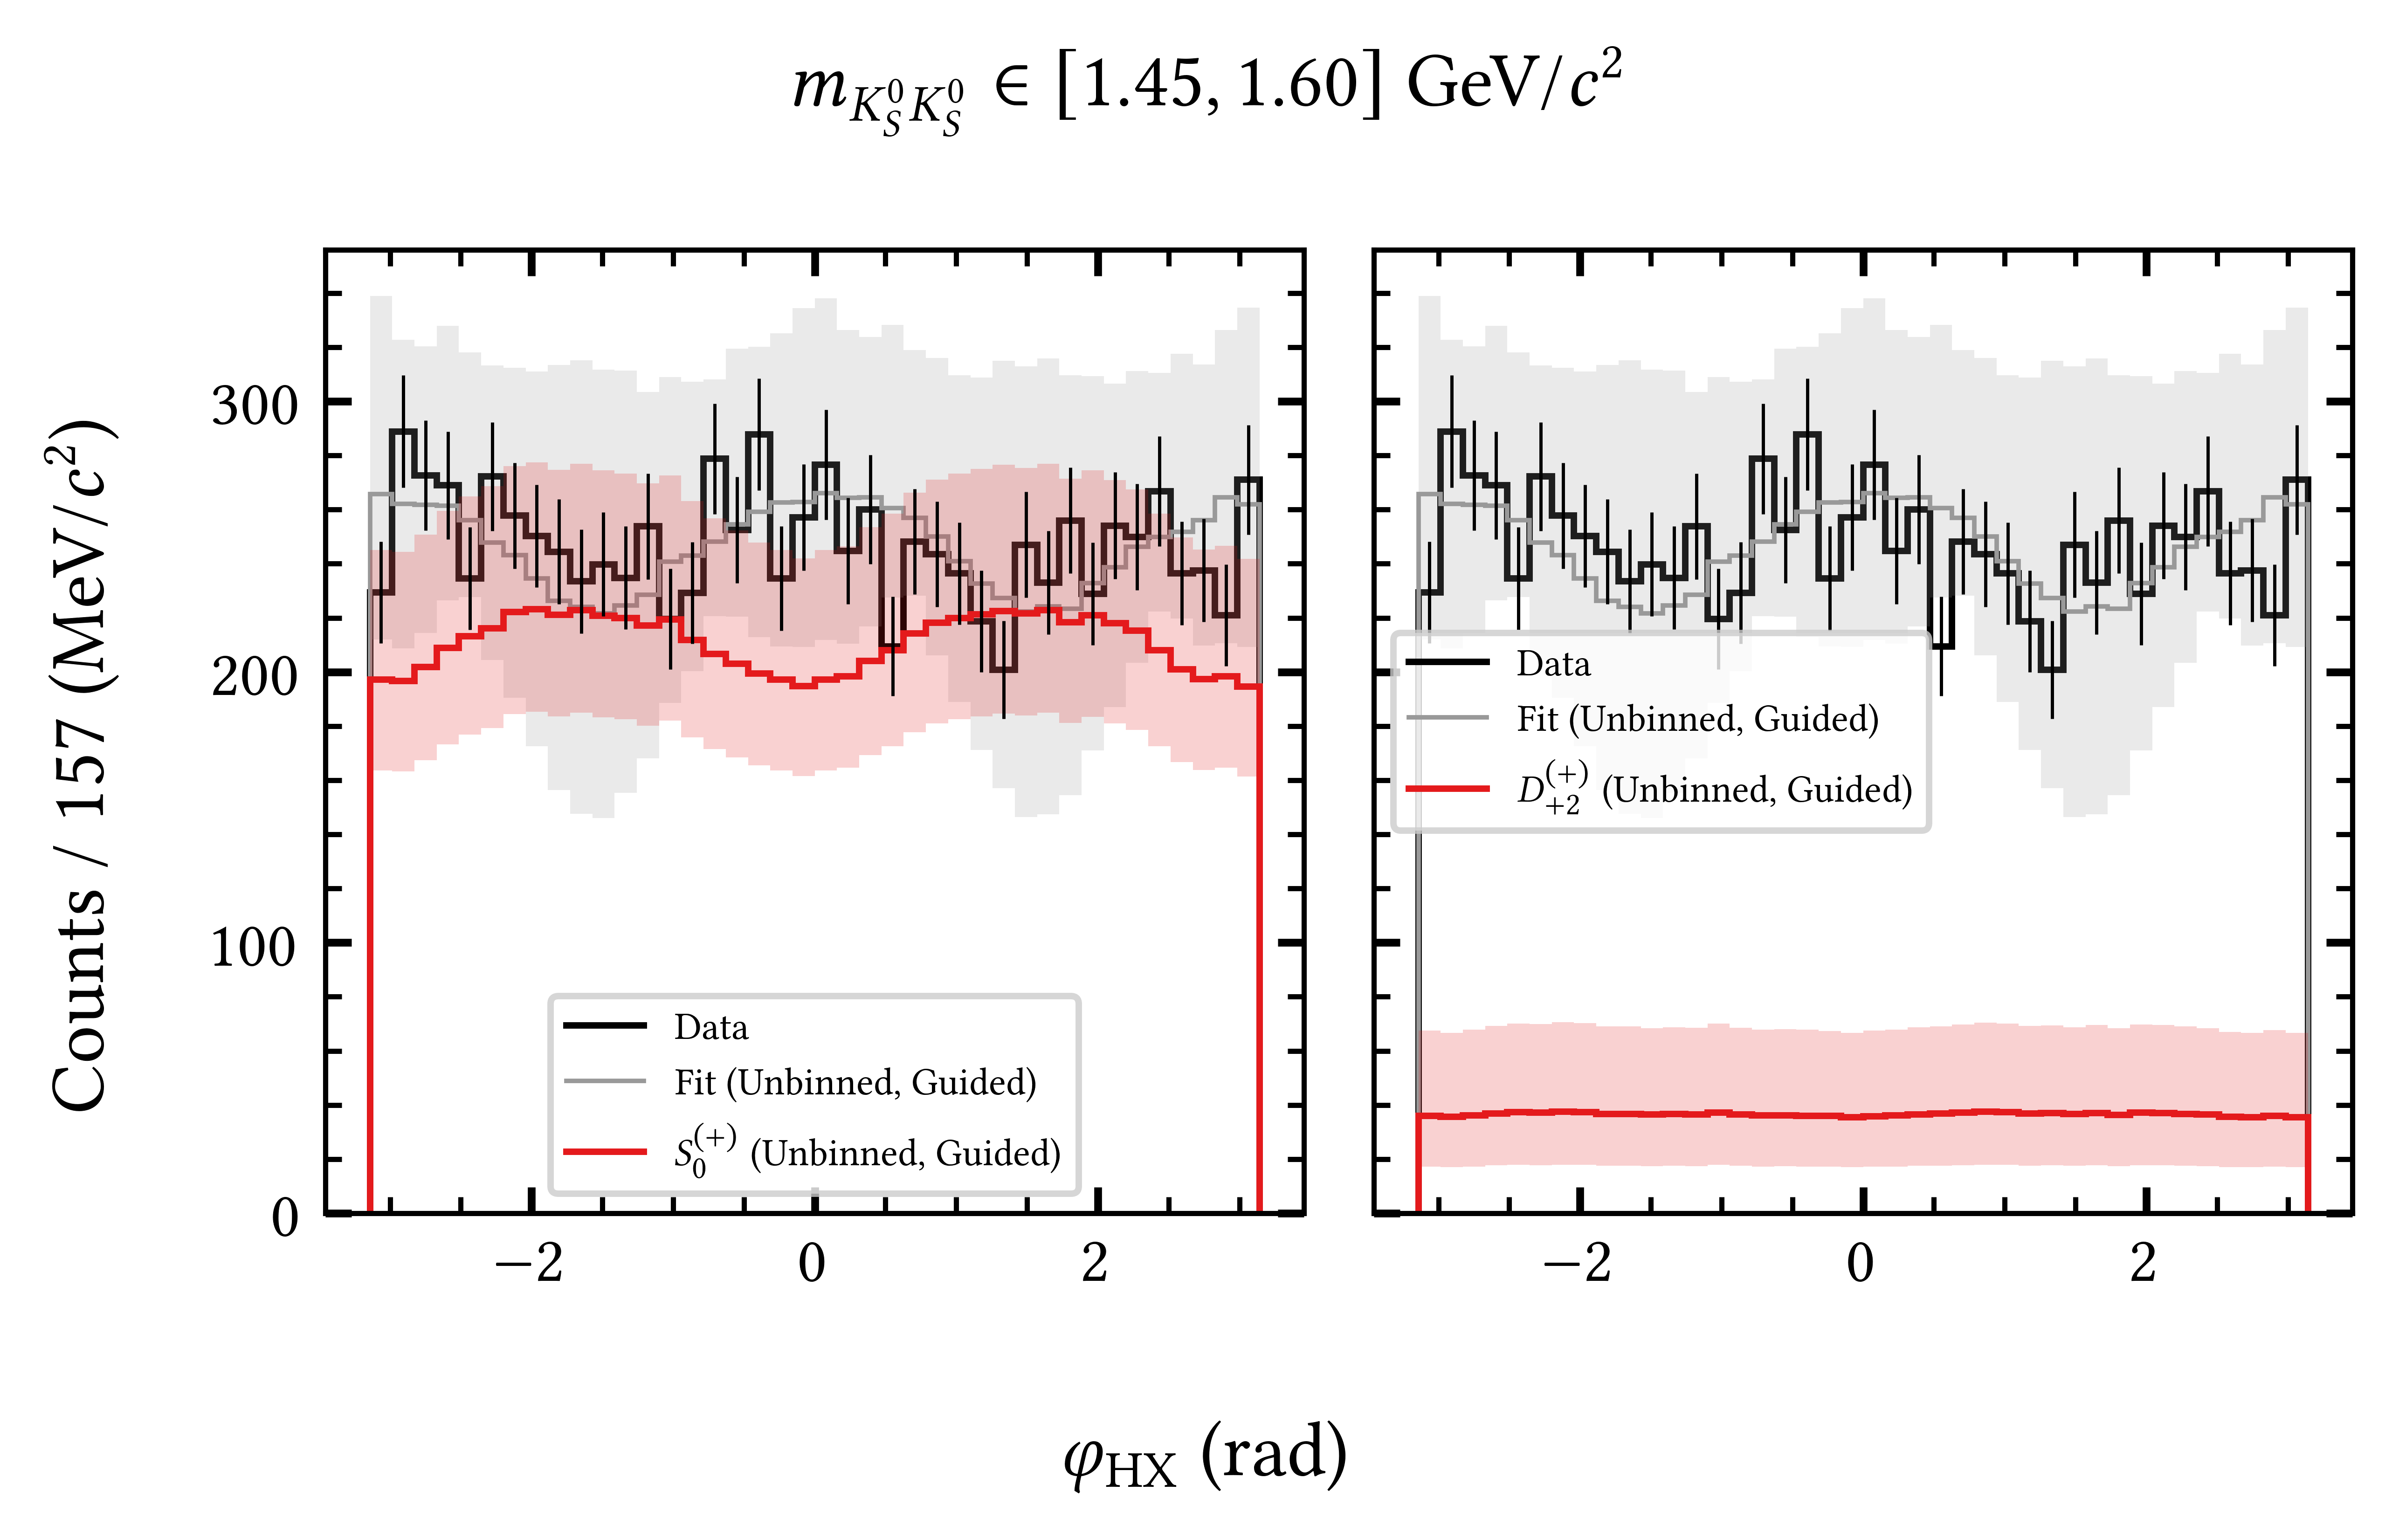 m_{K_S^0 K_S^0} ∈ [1.45, 1.60] GeV/c²
Counts / 157 (MeV/c²)
300
200
100
0
Data
Fit (Unbinned, Guided)
S_0^{(+)} (Unbinned, Guided)
−2
0
2
Data
Fit (Unbinned, Guided)
D_{+2}^{(+)} (Unbinned, Guided)
−2
0
2
φ_{HX} (rad)